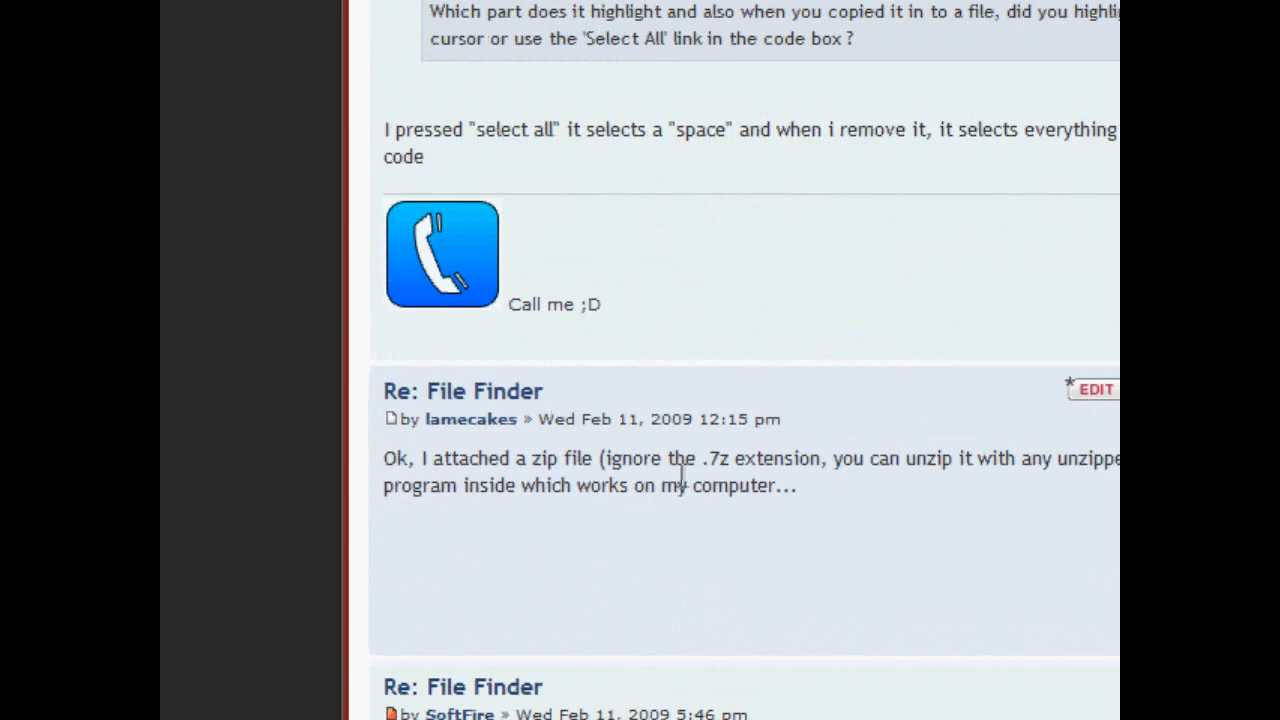 Which part does it highlight and also when you copied it in to a file, did you
cursor or use the 'Select All' link in the code box ?
I pressed "select all" it selects a "space" and when i remove it, it selects everything
code
Call me ;D
Re: File Finder
* EDIT
by lamecakes » Wed Feb 11, 2009 12:15 pm
Ok, I attached a zip file (ignore the .7z extension, you can unzip it with any
program inside which works on my computer...
Re: File Finder
by SoftFire » Wed Feb 11, 2009 5:46 pm